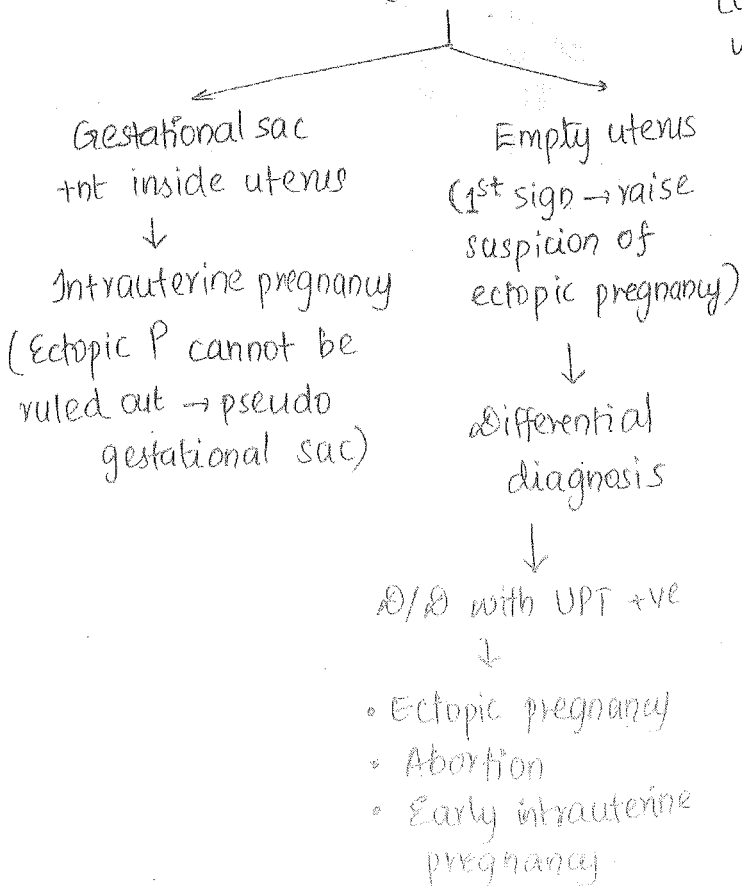 Gestational sac
+nt inside uterus
↓
Intrauterine pregnancy
(Ectopic P cannot be
ruled out → pseudo
gestational sac)
Empty uterus
(1st sign → raise
suspicion of
ectopic pregnancy)
↓
Differential
diagnosis
↓
D/D with UPT +ve
↓
• Ectopic pregnancy
• Abortion
• Early intrauterine
pregnancy.